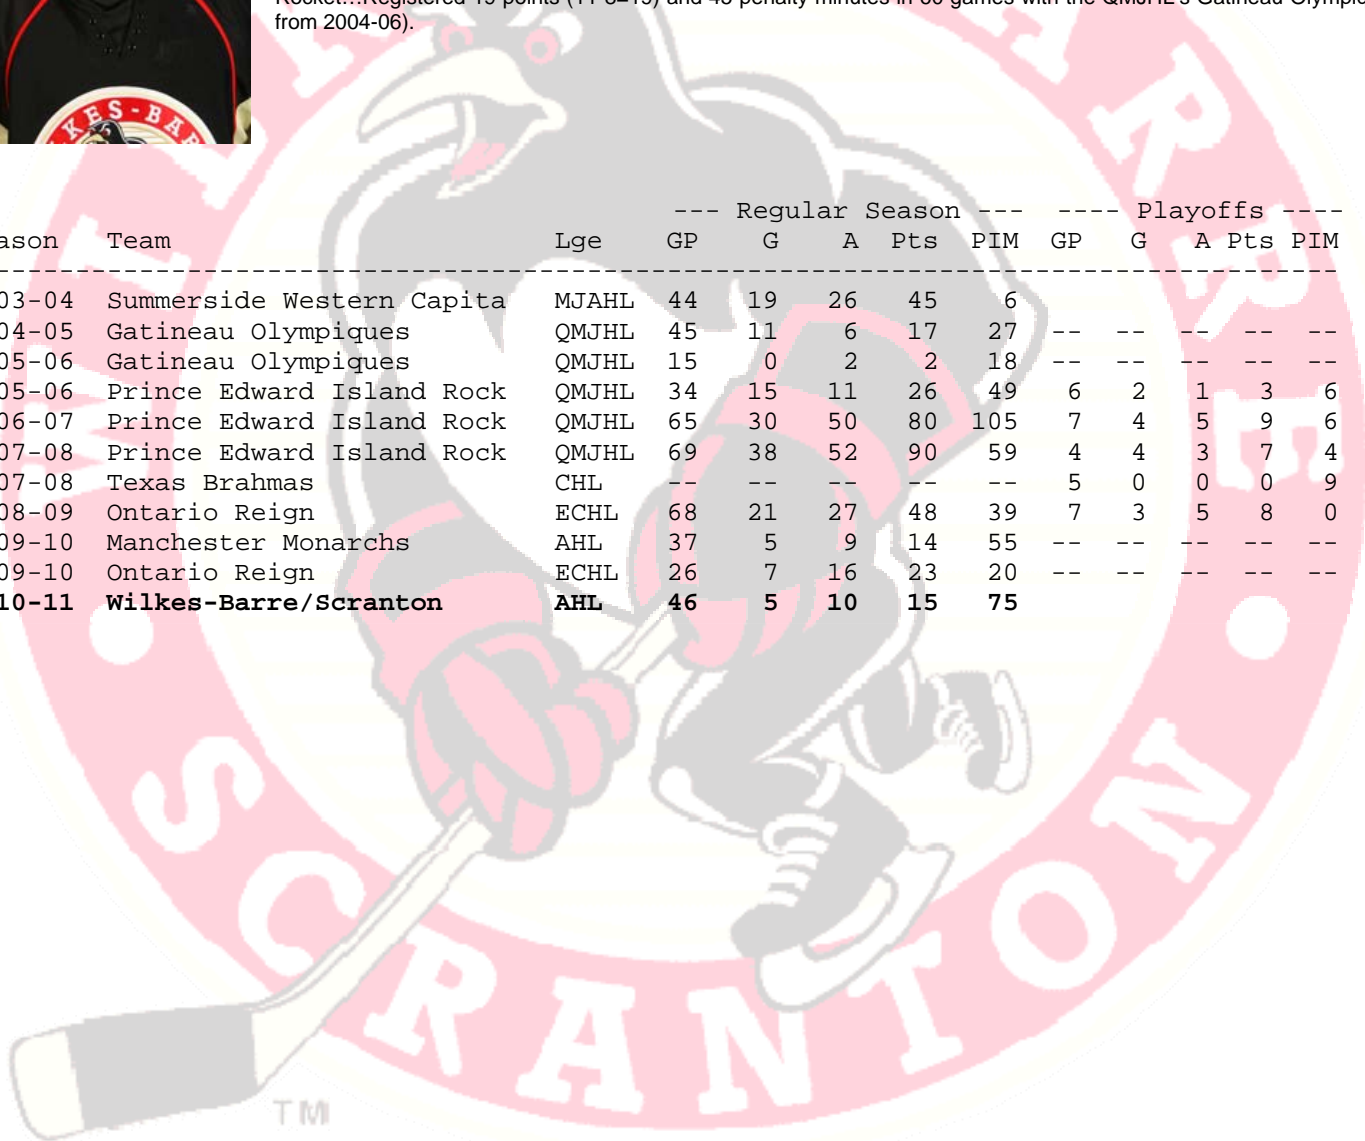 from 2004-06).
KES-BAR
--- Regular Season --- ---- Playoffs ----
ason Team Lge GP G A Pts PIM GP G A Pts PIM
03-04 Summerside Western Capita MJAHL 44 19 26 45 6
04-05 Gatineau Olympiques QMJHL 45 11 6 17 27 -- -- -- -- --
05-06 Gatineau Olympiques QMJHL 15 0 2 2 18 -- -- -- -- --
05-06 Prince Edward Island Rock QMJHL 34 15 11 26 49 6 2 1 3 6
06-07 Prince Edward Island Rock QMJHL 65 30 50 80 105 7 4 5 9 6
07-08 Prince Edward Island Rock QMJHL 69 38 52 90 59 4 4 3 7 4
07-08 Texas Brahmas CHL -- -- -- -- -- 5 0 0 0 9
08-09 Ontario Reign ECHL 68 21 27 48 39 7 3 5 8 0
09-10 Manchester Monarchs AHL 37 5 9 14 55 -- -- -- -- --
09-10 Ontario Reign ECHL 26 7 16 23 20 -- -- -- -- --
10-11 Wilkes-Barre/Scranton AHL 46 5 10 15 75
SCRANTON
TM